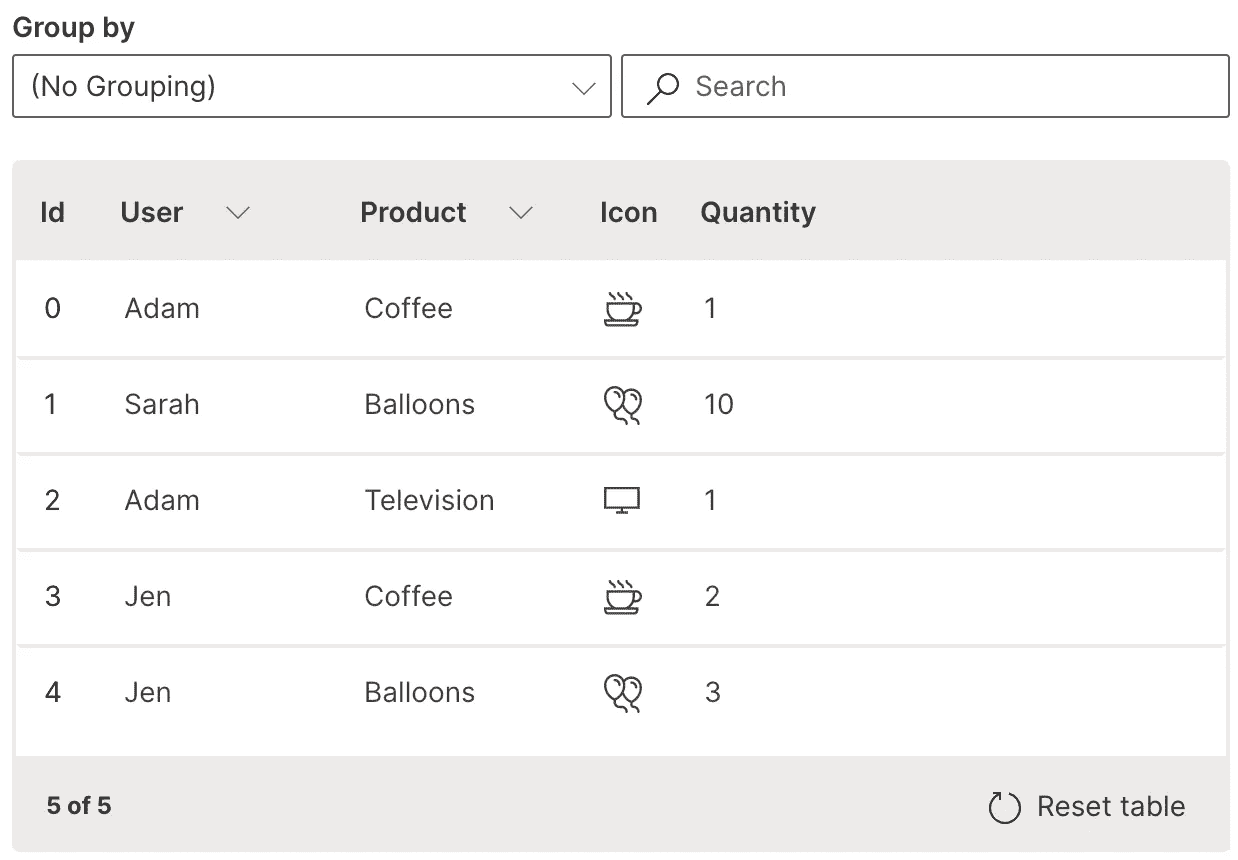 Group by
(No Grouping) Search
Id User Product Icon Quantity
0 Adam Coffee 1
1 Sarah Balloons 10
2 Adam Television 1
3 Jen Coffee 2
4 Jen Balloons 3
5 of 5 Reset table